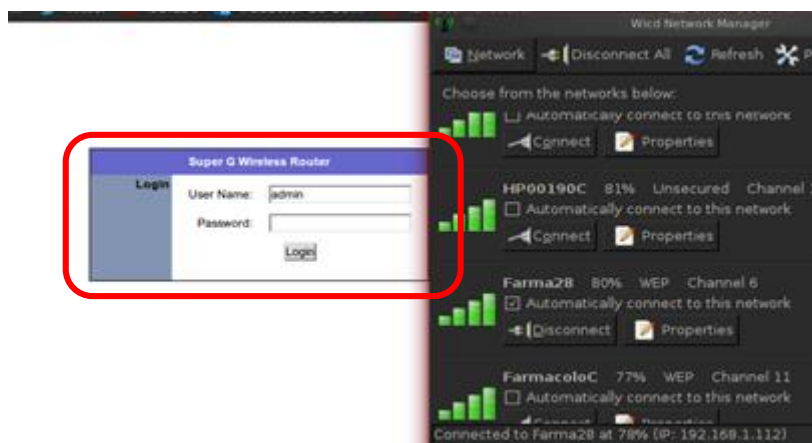 Wicd Network Manager
Network Disconnect All Refresh P
Choose from the networks below:
Automatically connect to this network
Connect Properties
Super G Wireless Router
Login
User Name: admin
Password:
Login
HP00190C 81% Unsecured Channel
Automatically connect to this network
Connect Properties
Farma28 80% WEP Channel 6
Automatically connect to this network
Disconnect Properties
FarmacoloC 77% WEP Channel 11
Automatically connect to this network
Connect Properties
Connected to Farma28 at 78% (IP: 192.168.1.112)